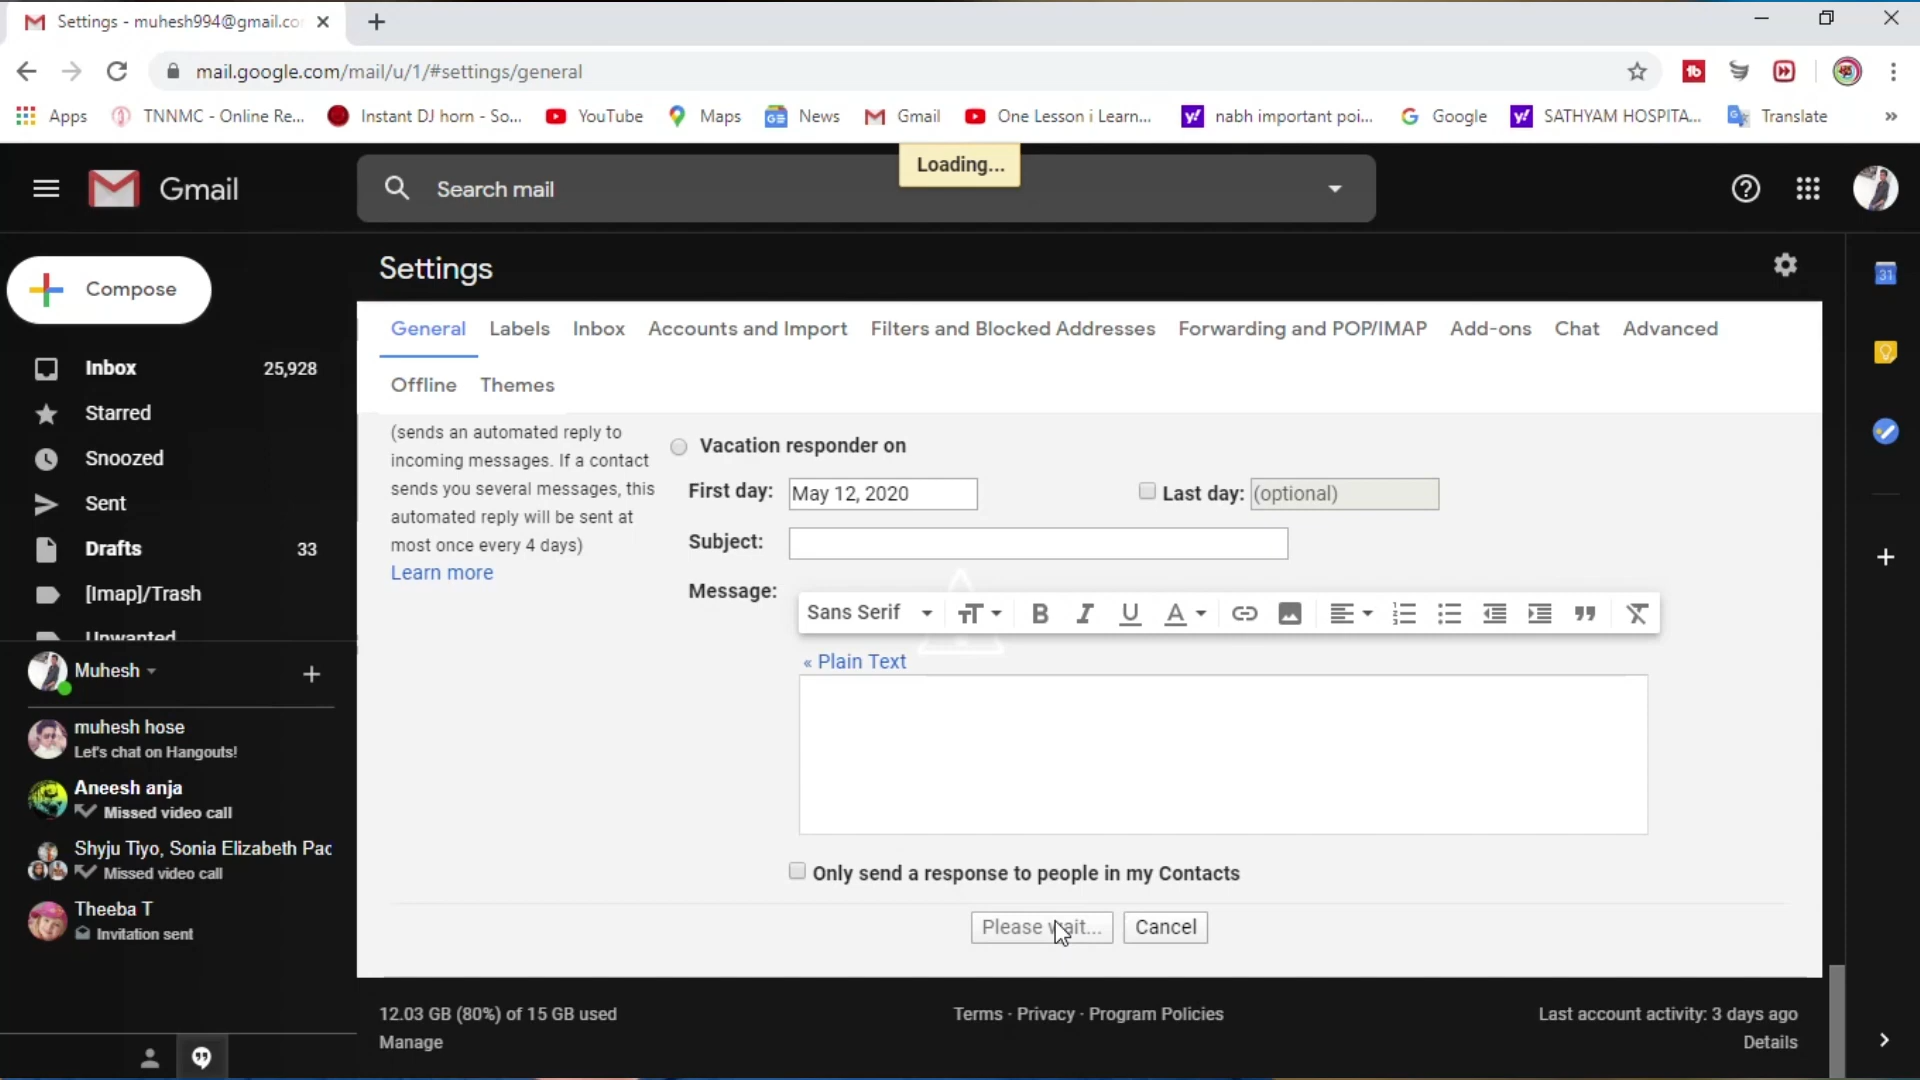 Settings - muhesh994@gmail.co
mail.google.com/mail/u/1/#settings/general
Apps
TNNMC - Online Re...
Instant DJ horn - So...
YouTube
Maps
News
Gmail
One Lesson i Learn...
nabh important poi...
Google
SATHYAM HOSPITA...
Translate
»
Loading...
Gmail
Search mail
Compose
Settings
General
Labels
Inbox
Accounts and Import
Filters and Blocked Addresses
Forwarding and POP/IMAP
Add-ons
Chat
Advanced
Offline
Themes
Inbox 25,928
Starred
Snoozed
Sent
Drafts 33
[Imap]/Trash
Unwanted
Muhesh
muhesh hose
Let's chat on Hangouts!
Aneesh anja
Missed video call
Shyju Tiyo, Sonia Elizabeth Pac
Missed video call
Theeba T
Invitation sent
(sends an automated reply to
incoming messages. If a contact
sends you several messages, this
automated reply will be sent at
most once every 4 days)
Learn more
Vacation responder on
First day: May 12, 2020
Last day: (optional)
Subject:
Message:
Sans Serif
« Plain Text
Only send a response to people in my Contacts
Please wait...
Cancel
12.03 GB (80%) of 15 GB used
Manage
Terms · Privacy · Program Policies
Last account activity: 3 days ago
Details
31